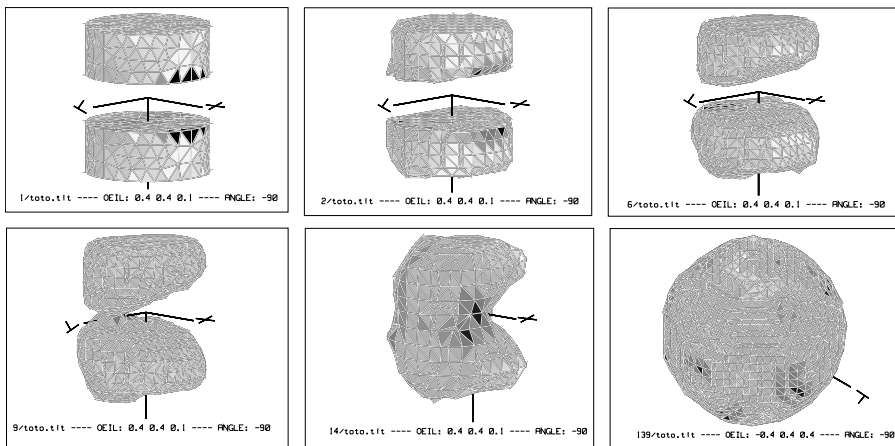 1/toto.tlt ---- OEIL: 0.4 0.4 0.1 ---- ANGLE: -90
2/toto.tlt ---- OEIL: 0.4 0.4 0.1 ---- ANGLE: -90
6/toto.tlt ---- OEIL: 0.4 0.4 0.1 ---- ANGLE: -90
9/toto.tlt ---- OEIL: 0.4 0.4 0.1 ---- ANGLE: -90
14/toto.tlt ---- OEIL: 0.4 0.4 0.1 ---- ANGLE: -90
139/toto.tlt ---- OEIL: -0.4 0.4 0.4 ---- ANGLE: -90